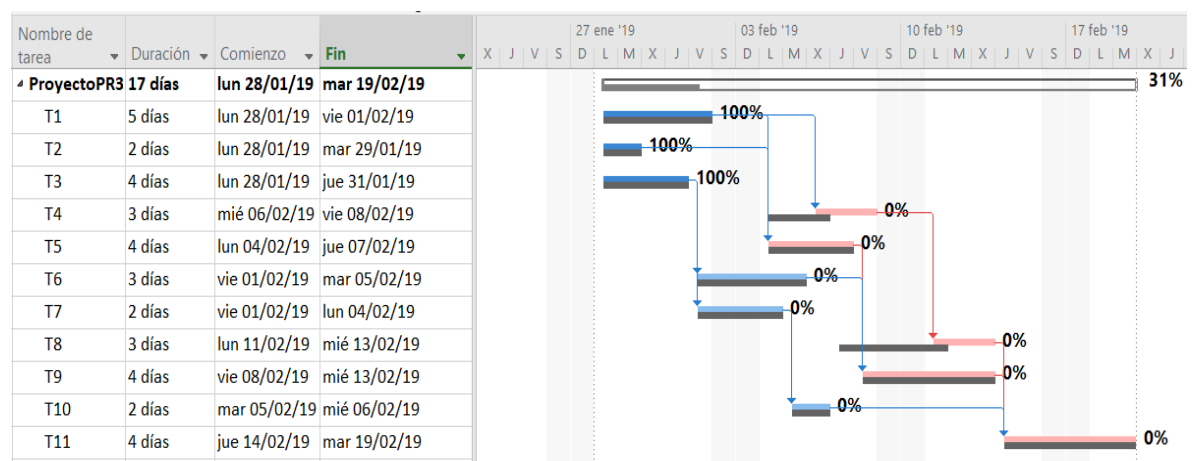 Nombre de tarea Duración Comienzo Fin
27 ene '19 03 feb '19 10 feb '19 17 feb '19
X J V S D L M X J V S D L M X J V S D L M X J V S D L M X J
ProyectoPR3 17 días lun 28/01/19 mar 19/02/19 31%
T1 5 días lun 28/01/19 vie 01/02/19 100%
T2 2 días lun 28/01/19 mar 29/01/19 100%
T3 4 días lun 28/01/19 jue 31/01/19 100%
T4 3 días mié 06/02/19 vie 08/02/19 0%
T5 4 días lun 04/02/19 jue 07/02/19 0%
T6 3 días vie 01/02/19 mar 05/02/19 0%
T7 2 días vie 01/02/19 lun 04/02/19 0%
T8 3 días lun 11/02/19 mié 13/02/19 0%
T9 4 días vie 08/02/19 mié 13/02/19 0%
T10 2 días mar 05/02/19 mié 06/02/19 0%
T11 4 días jue 14/02/19 mar 19/02/19 0%